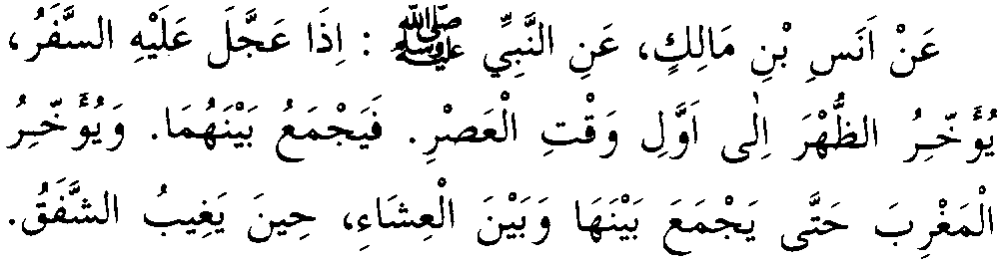 عَنْ اَنَسِ بْنِ مَالِكٍ، عَنِ النَّبِيِّ ﷺ : اِذَا عَجَّلَ عَلَيْهِ السَّفَرُ،
يُؤَخِّرُ الظُّهْرَ اِلٰى اَوَّلِ وَقْتِ الْعَصْرِ. فَيَجْمَعُ بَيْنَهُمَا. وَيُؤَخِّرُ
الْمَغْرِبَ حَتَّى يَجْمَعَ بَيْنَهَا وَبَيْنَ الْعِشَاءِ، حِينَ يَغِيبُ الشَّفَقُ.